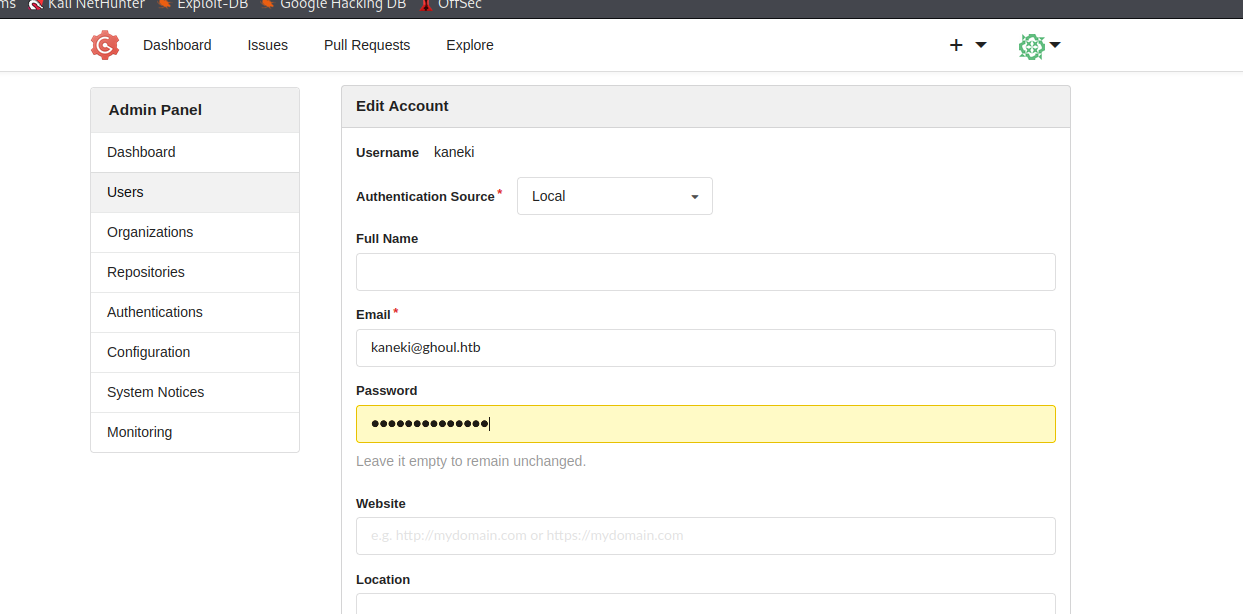 ms Kali NetHunter Exploit-DB Google Hacking DB OffSec
Dashboard Issues Pull Requests Explore +
Admin Panel
Dashboard
Users
Organizations
Repositories
Authentications
Configuration
System Notices
Monitoring
Edit Account
Username kaneki
Authentication Source * Local
Full Name
Email *
kaneki@ghoul.htb
Password
●●●●●●●●●●●●●●
Leave it empty to remain unchanged.
Website
e.g. http://mydomain.com or https://mydomain.com
Location